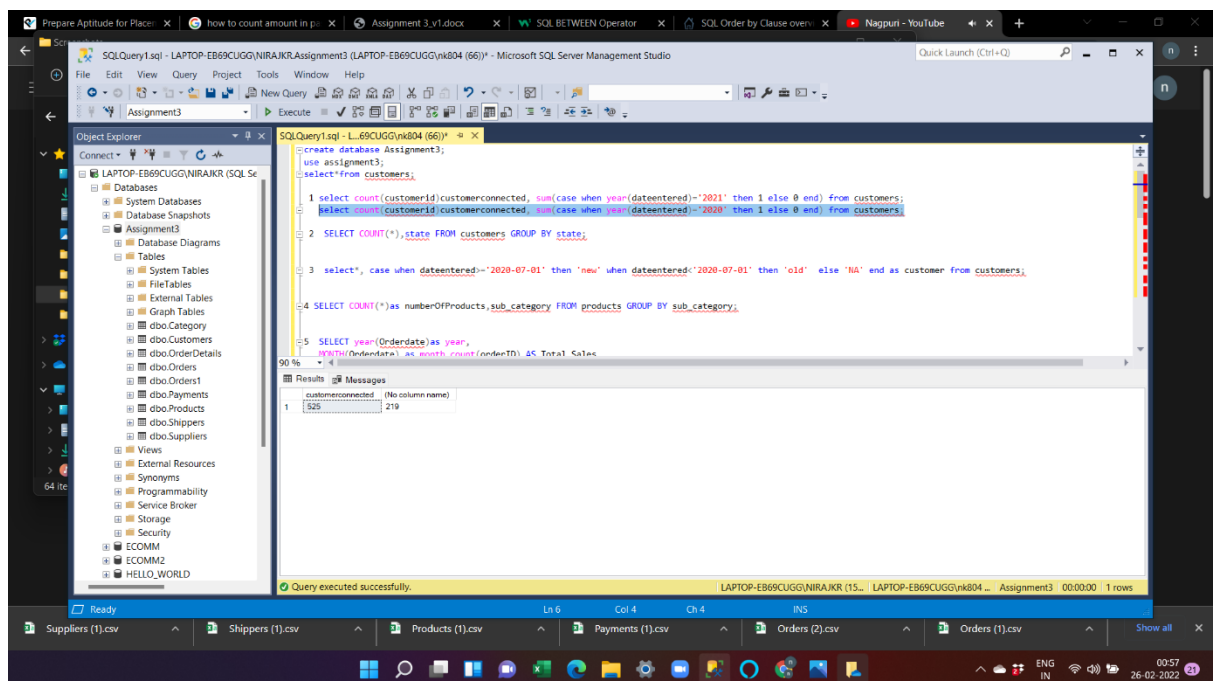 Prepare Aptitude for Placer
how to count amount in pa
Assignment 3_v1.docx
SQL BETWEEN Operator
SQL Order by Clause overv
Nagpuri - YouTube
SQLQuery1.sql - LAPTOP-EB69CUGG\NIRAJKR.Assignment3 (LAPTOP-EB69CUGG\nk804 (66))* - Microsoft SQL Server Management Studio
Quick Launch (Ctrl+Q)
n
File Edit View Query Project Tools Window Help
New Query
n
Assignment3
Execute
Object Explorer
SQLQuery1.sql - L...69CUGG\nk804 (66))*
Connect
LAPTOP-EB69CUGG\NIRAJKR (SQL Se
Databases
System Databases
Database Snapshots
Assignment3
Database Diagrams
Tables
System Tables
FileTables
External Tables
Graph Tables
dbo.Category
dbo.Customers
dbo.OrderDetails
dbo.Orders
dbo.Orders1
dbo.Payments
dbo.Products
dbo.Shippers
dbo.Suppliers
Views
External Resources
Synonyms
Programmability
Service Broker
Storage
Security
ECOMM
ECOMM2
HELLO_WORLD
64 ite
create database Assignment3;
use assignment3;
select*from customers;
1 select count(customerid)customerconnected, sum(case when year(dateentered)='2021' then 1 else 0 end) from customers;
select count(customerid)customerconnected, sum(case when year(dateentered)='2020' then 1 else 0 end) from customers;
2 SELECT COUNT(*),state FROM customers GROUP BY state;
3 select*, case when dateentered>='2020-07-01' then 'new' when dateentered<'2020-07-01' then 'old' else 'NA' end as customer from customers;
4 SELECT COUNT(*)as numberOfProducts,sub_category FROM products GROUP BY sub_category;
5 SELECT year(Orderdate)as year,
MONTH(Orderdate) as month,count(orderID) AS Total_Sales
90 %
Results Messages
customerconnected (No column name)
1 525 219
Query executed successfully.
LAPTOP-EB69CUGG\NIRAJKR (15... LAPTOP-EB69CUGG\nk804 ... Assignment3 00:00:00 1 rows
Ready Ln 6 Col 4 Ch 4 INS
Suppliers (1).csv
Shippers (1).csv
Products (1).csv
Payments (1).csv
Orders (2).csv
Orders (1).csv
Show all
ENG
IN
00:57
26-02-2022
21